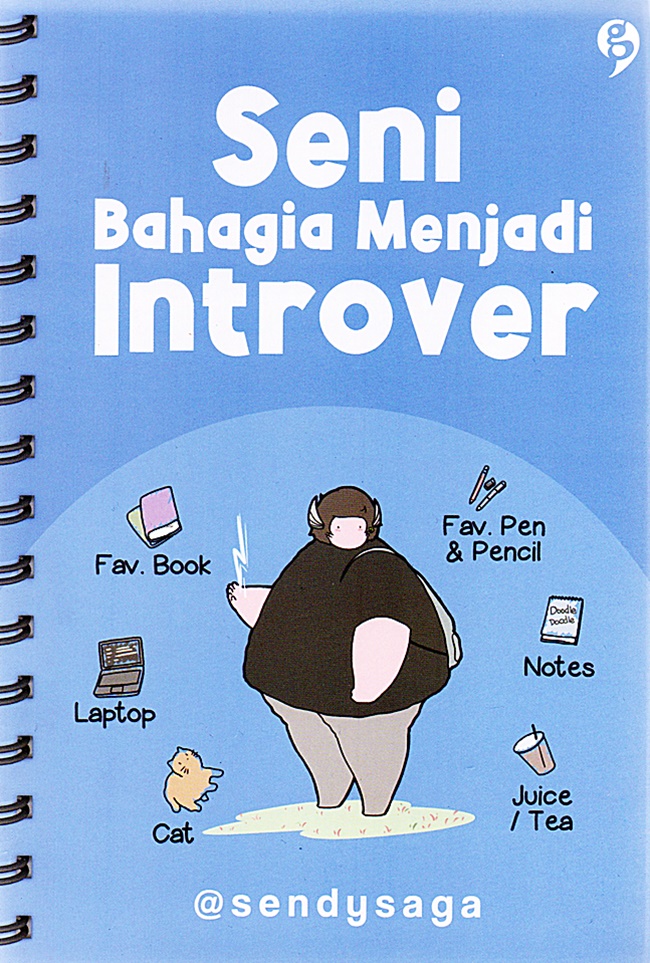 Seni
Bahagia Menjadi
Introver
Fav. Book
Fav. Pen
& Pencil
Doodle
Doodle
Notes
Laptop
Juice
/ Tea
Cat
@sendysaga
g